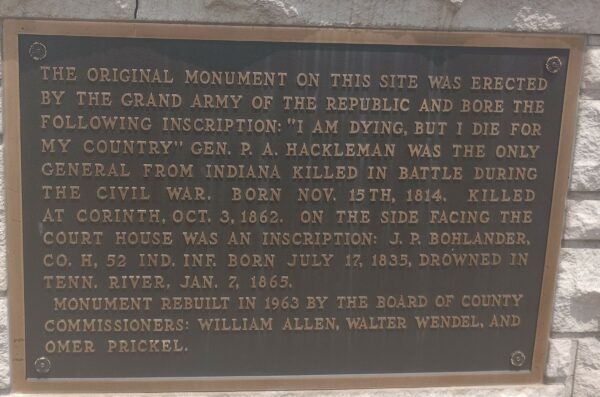 THE ORIGINAL MONUMENT ON THIS SITE WAS ERECTED
BY THE GRAND ARMY OF THE REPUBLIC AND BORE THE
FOLLOWING INSCRIPTION: "I AM DYING, BUT I DIE FOR
MY COUNTRY" GEN. P. A. HACKLEMAN WAS THE ONLY
GENERAL FROM INDIANA KILLED IN BATTLE DURING
THE CIVIL WAR. BORN NOV. 15TH, 1814. KILLED
AT CORINTH, OCT. 3, 1862. ON THE SIDE FACING THE
COURT HOUSE WAS AN INSCRIPTION: J. P. BOHLANDER,
CO. H, 52 IND. INF. BORN JULY 17, 1835, DROWNED IN
TENN. RIVER, JAN. 7, 1865.
MONUMENT REBUILT IN 1963 BY THE BOARD OF COUNTY
COMMISSIONERS: WILLIAM ALLEN, WALTER WENDEL, AND
OMER PRICKEL.